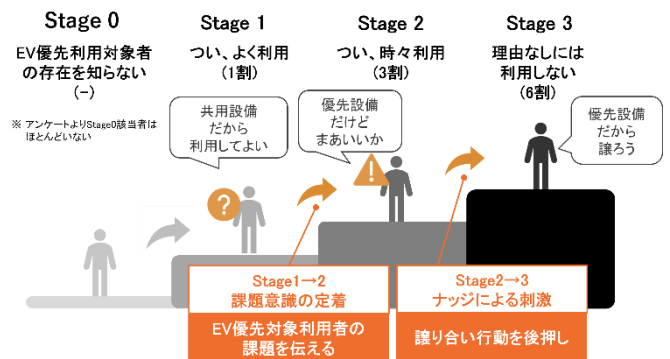 Stage 0
EV優先利用対象者
の存在を知らない
(-)
※ アンケートよりStage0該当者は
ほとんどいない
Stage 1
つい、よく利用
(1割)
共用設備
だから
利用してよい
?
Stage 2
つい、時々利用
(3割)
優先設備
だけど
まあいいか
!
Stage 3
理由なしには
利用しない
(6割)
優先設備
だから
譲ろう
Stage1→2
課題意識の定着
EV優先対象利用者の
課題を伝える
Stage2→3
ナッジによる刺激
譲り合い行動を後押し